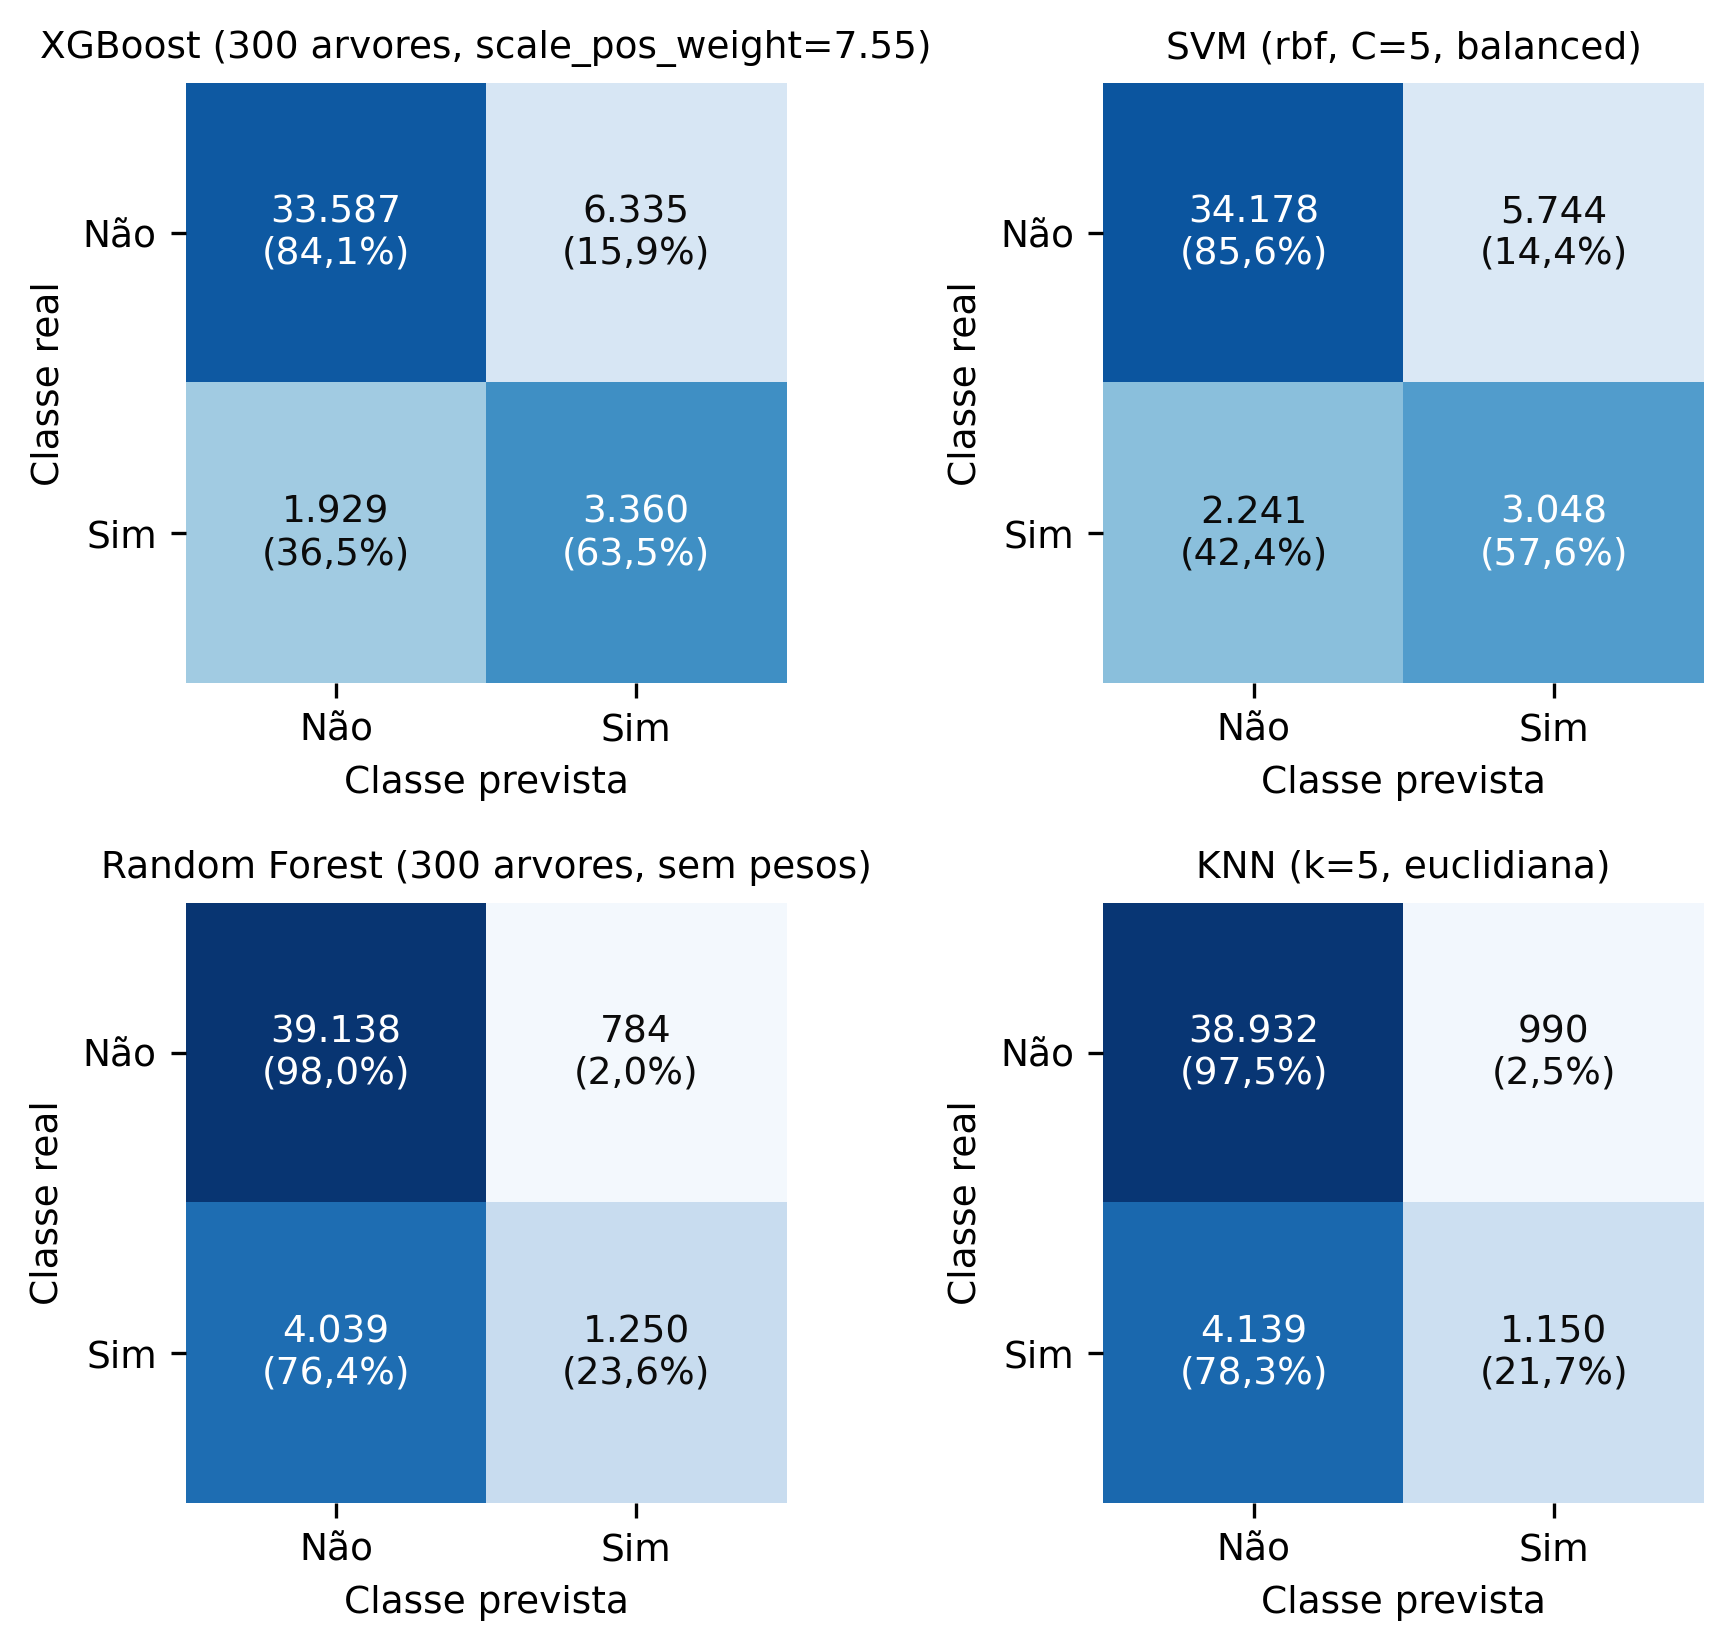 XGBoost (300 arvores, scale_pos_weight=7.55)
Classe real
Não
33.587
(84,1%)
6.335
(15,9%)
Sim
1.929
(36,5%)
3.360
(63,5%)
Não
Sim
Classe prevista
SVM (rbf, C=5, balanced)
Classe real
Não
34.178
(85,6%)
5.744
(14,4%)
Sim
2.241
(42,4%)
3.048
(57,6%)
Não
Sim
Classe prevista
Random Forest (300 arvores, sem pesos)
Classe real
Não
39.138
(98,0%)
784
(2,0%)
Sim
4.039
(76,4%)
1.250
(23,6%)
Não
Sim
Classe prevista
KNN (k=5, euclidiana)
Classe real
Não
38.932
(97,5%)
990
(2,5%)
Sim
4.139
(78,3%)
1.150
(21,7%)
Não
Sim
Classe prevista